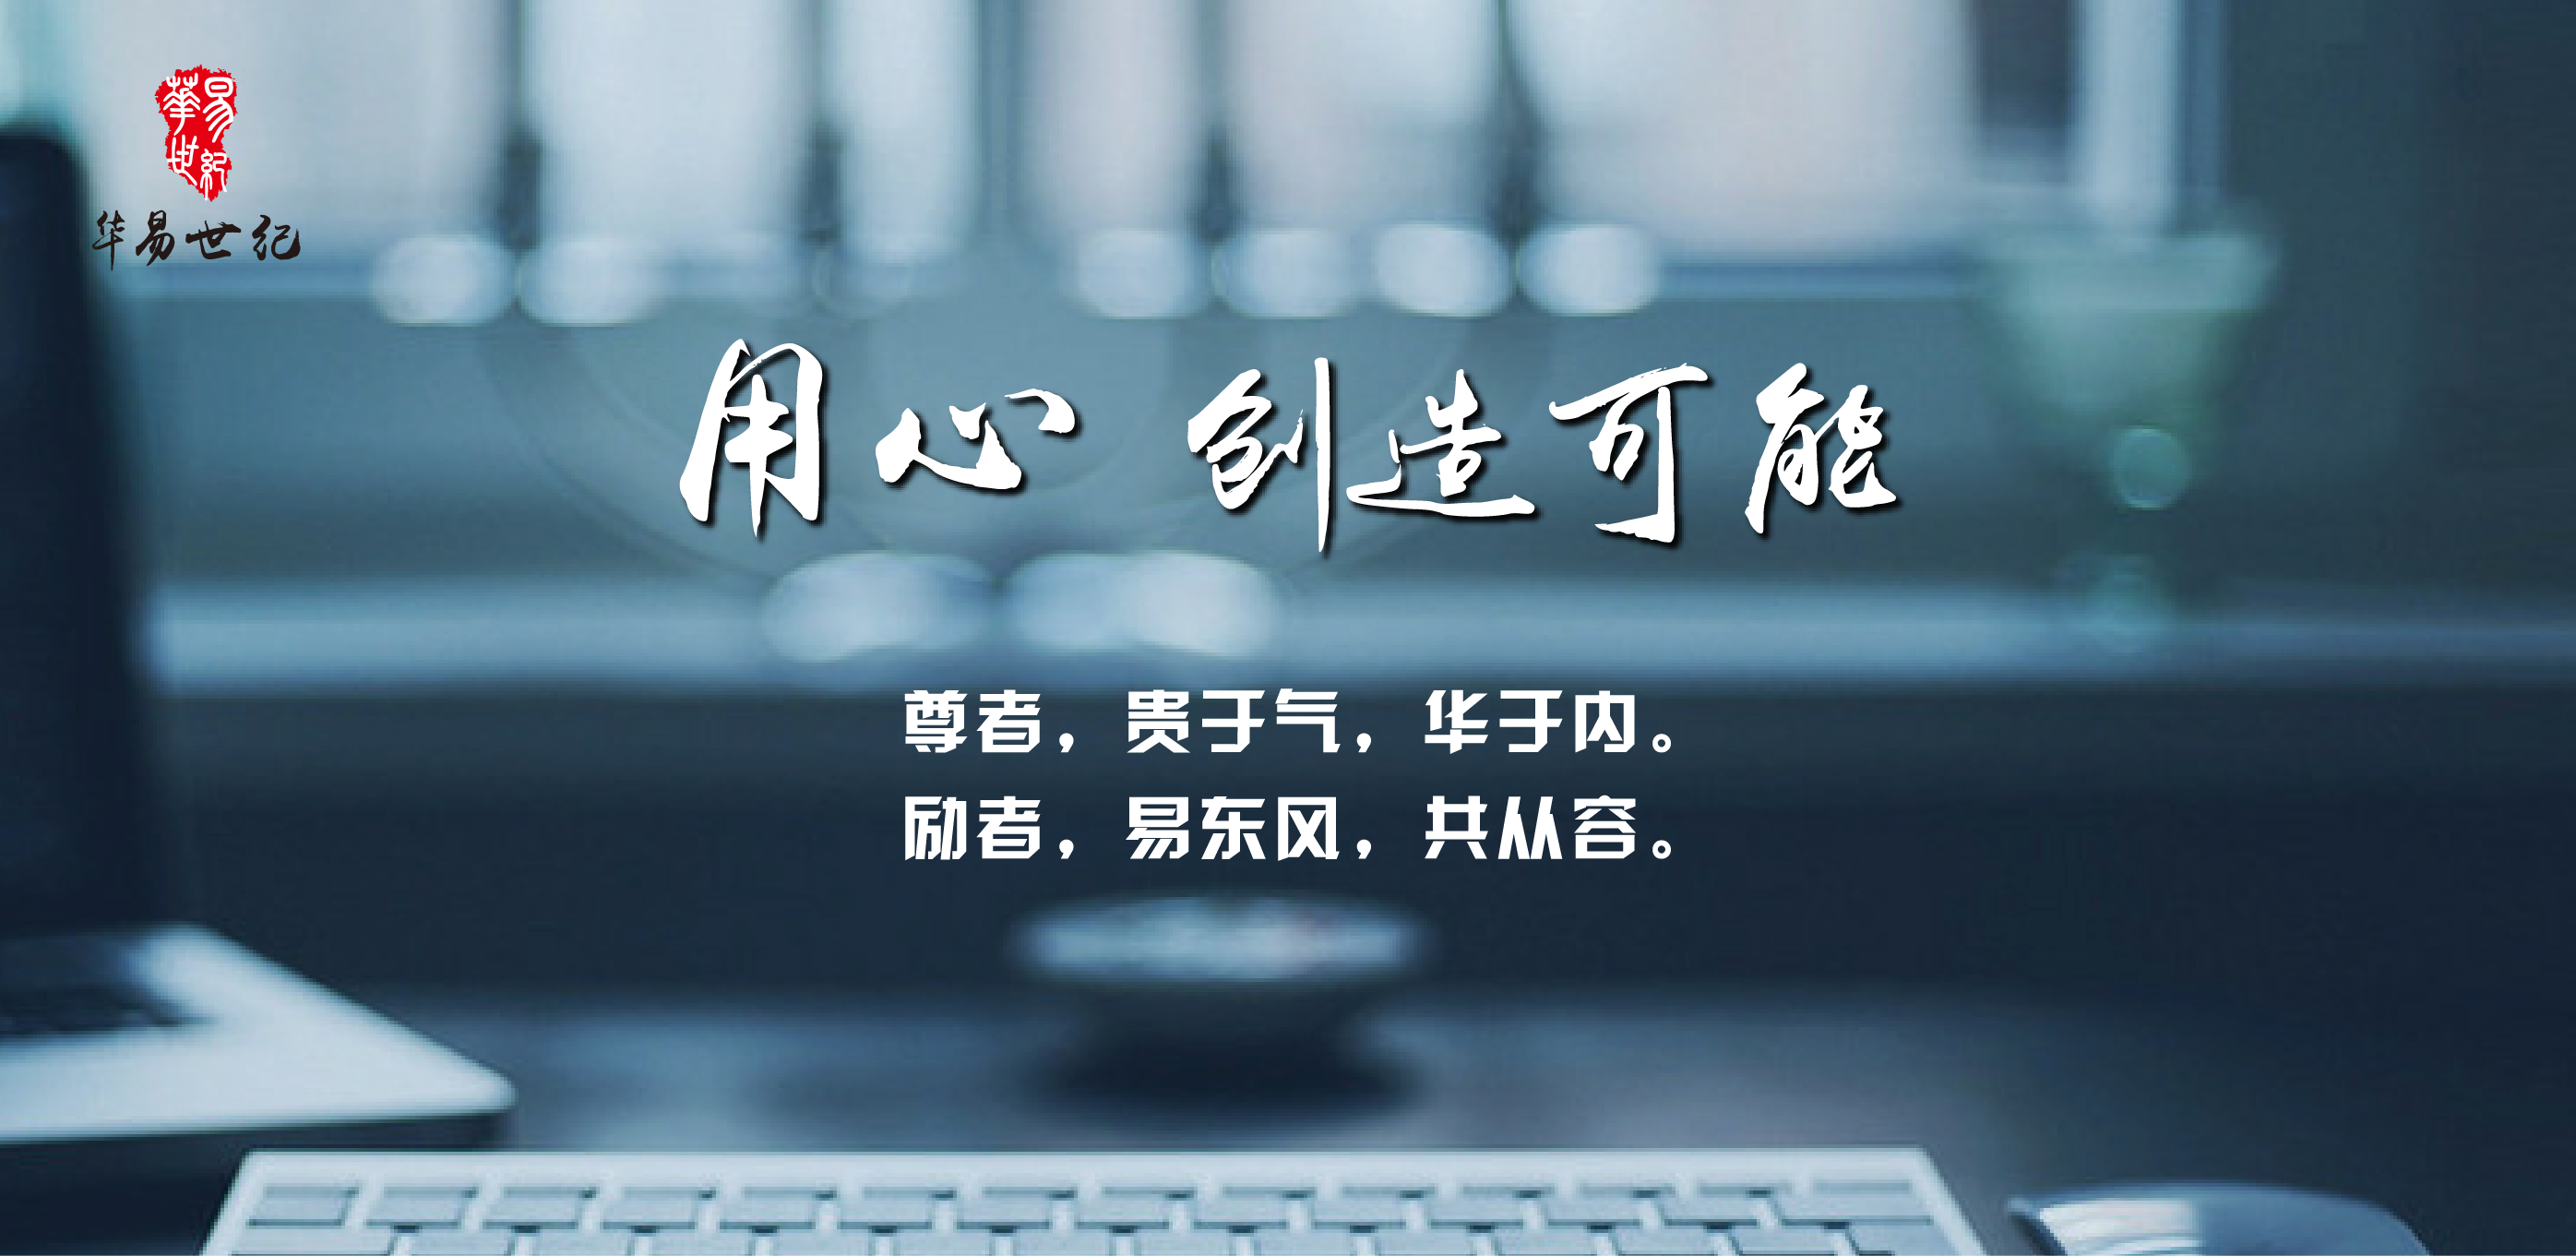 華易
世紀
华易世纪
用心 创造可能
尊者，贵于气，华于内。
励者，易东风，共从容。